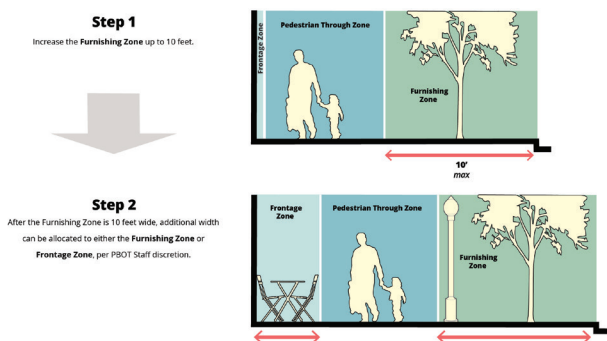 Step 1
Increase the Furnishing Zone up to 10 feet.
Frontage Zone
Pedestrian Through Zone
Furnishing
Zone
10'
max
Step 2
After the Furnishing Zone is 10 feet wide, additional width
can be allocated to either the Furnishing Zone or
Frontage Zone, per PBOT Staff discretion.
Frontage
Zone
Pedestrian Through Zone
Furnishing
Zone